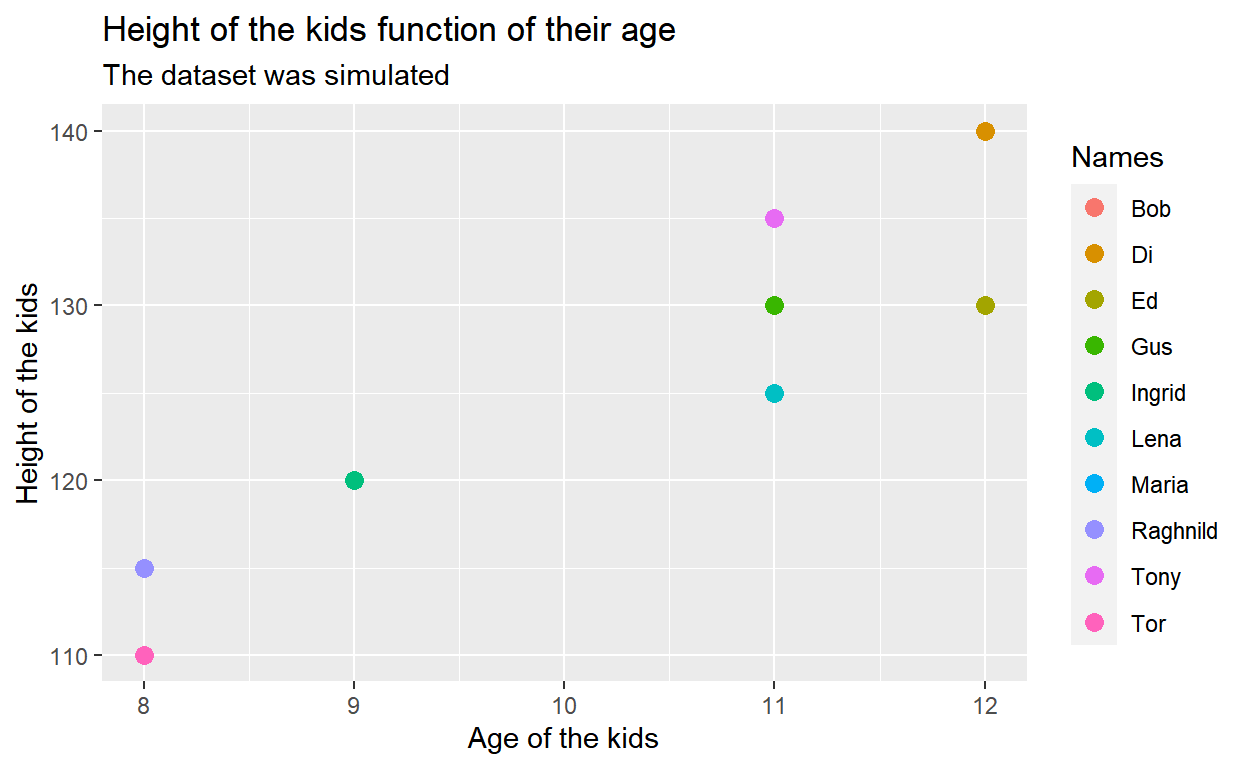 Height of the kids function of their age
The dataset was simulated
Height of the kids
140
130
120
110
8
9
10
11
12
Age of the kids
Names
Bob
Di
Ed
Gus
Ingrid
Lena
Maria
Raghnild
Tony
Tor